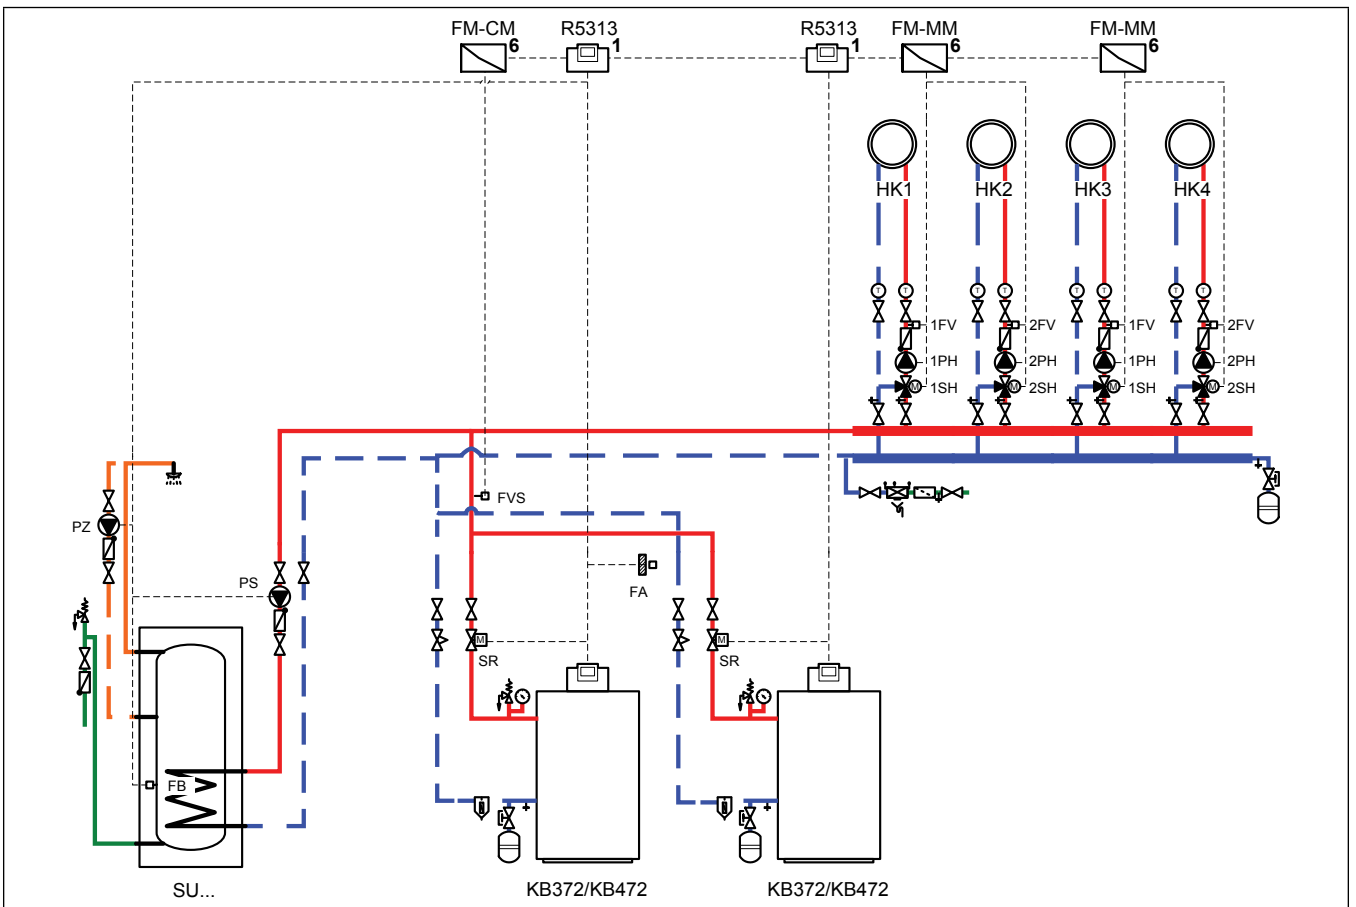 FM-CM R5313 R5313 FM-MM FM-MM
6 1 1 6 6
HK1 HK2 HK3 HK4
T T T T T T T T
1FV 2FV 1FV 2FV
1PH 2PH 1PH 2PH
M 1SH M 2SH M 1SH M 2SH
FVS
PZ
FA
PS
M M
SR SR
FB
SU... KB372/KB472 KB372/KB472